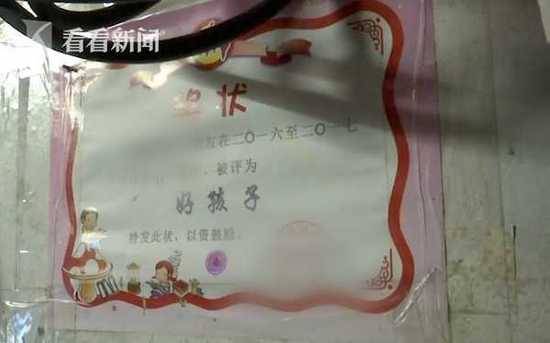 看看新闻
奖状
在二〇一六至二〇一七
被评为
好孩子
特发此状，以资鼓励。